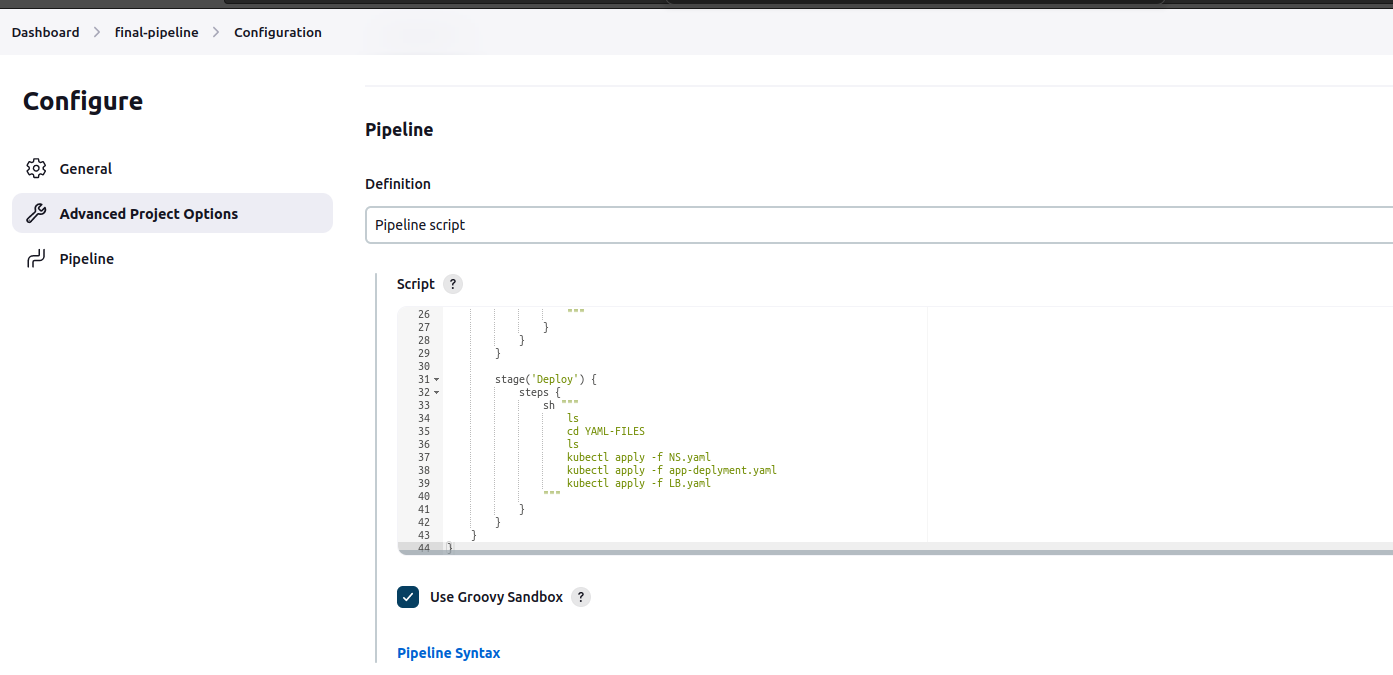 Dashboard > final-pipeline > Configuration
Configure
General
Advanced Project Options
Pipeline
Pipeline
Definition
Pipeline script
Script ?
26 """
27 }
28 }
29 }
30
31 stage('Deploy') {
32 steps {
33 sh """
34 ls
35 cd YAML-FILES
36 ls
37 kubectl apply -f NS.yaml
38 kubectl apply -f app-deplyment.yaml
39 kubectl apply -f LB.yaml
40 """
41 }
42 }
43 }
44 }
Use Groovy Sandbox ?
Pipeline Syntax